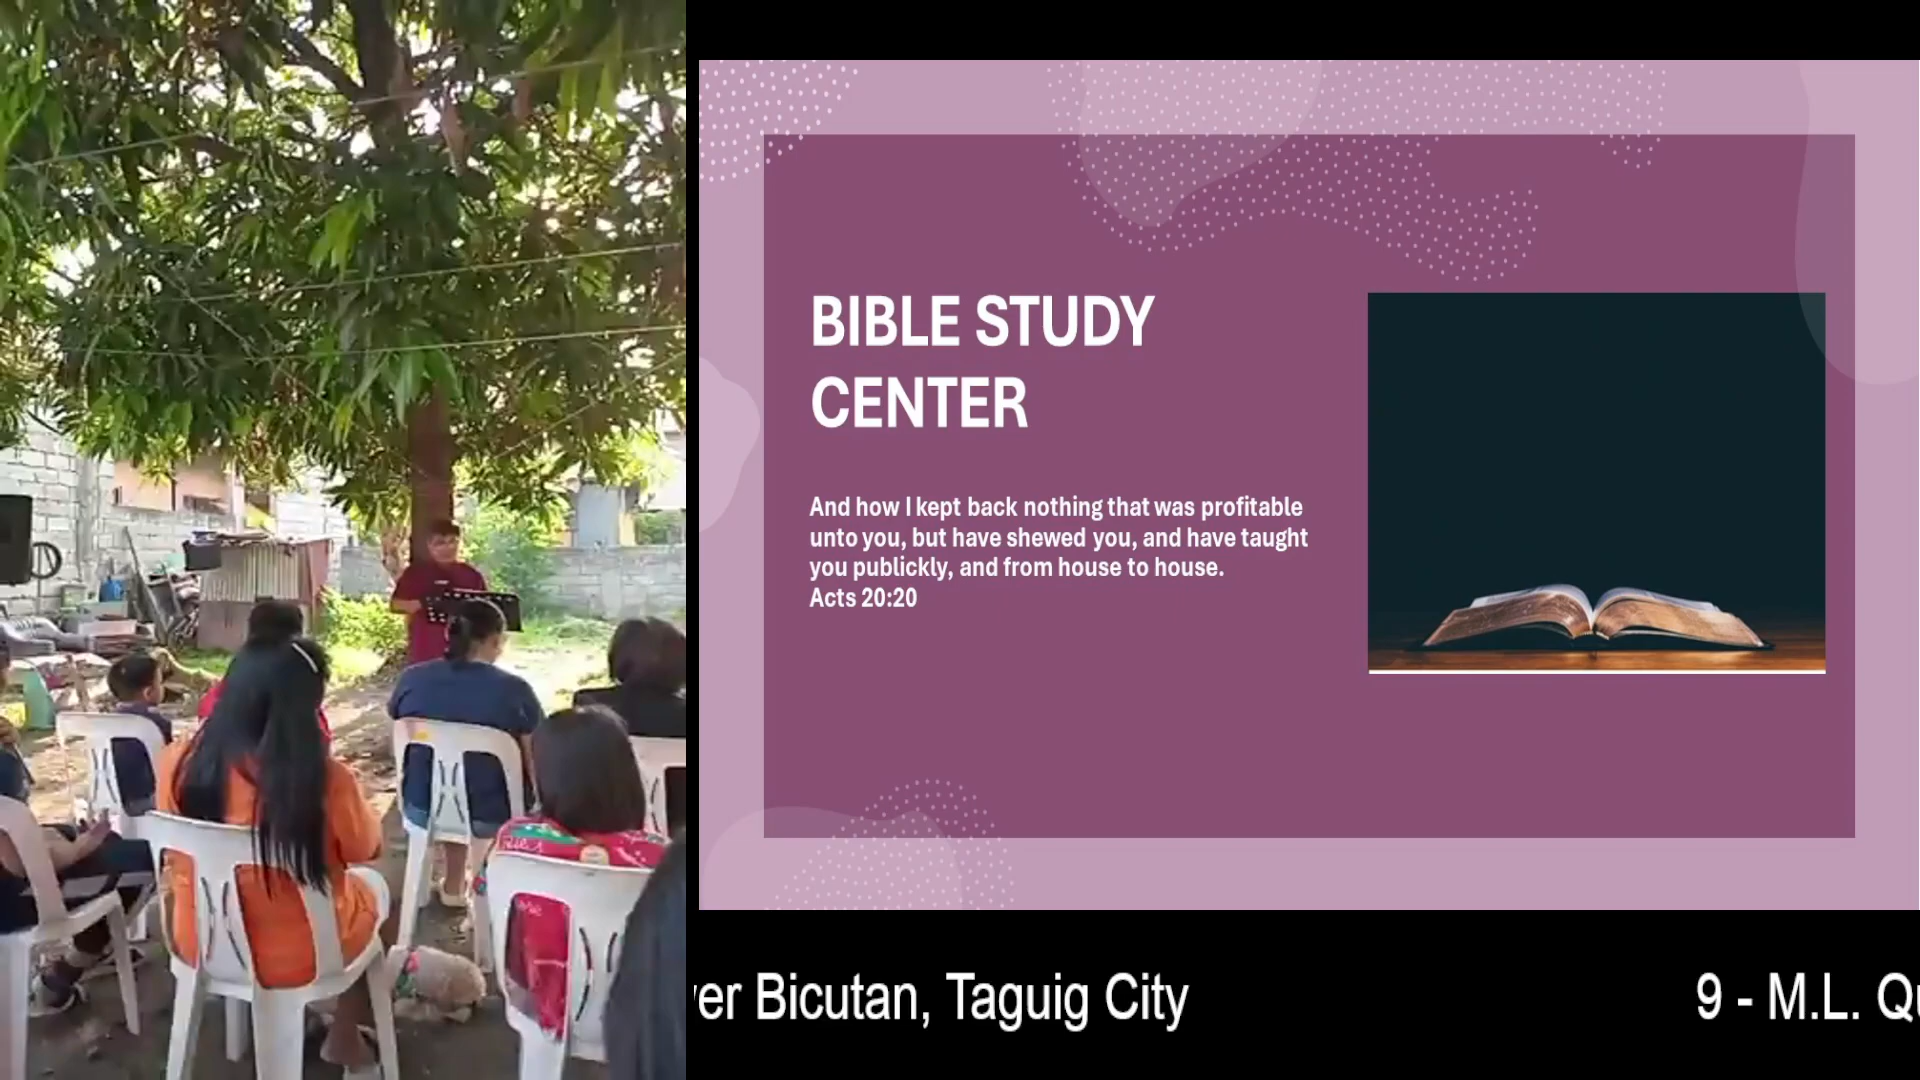 BIBLE STUDY
CENTER
And how I kept back nothing that was profitable
unto you, but have shewed you, and have taught
you publickly, and from house to house.
Acts 20:20
Bicutan, Taguig City
9 - M.L.